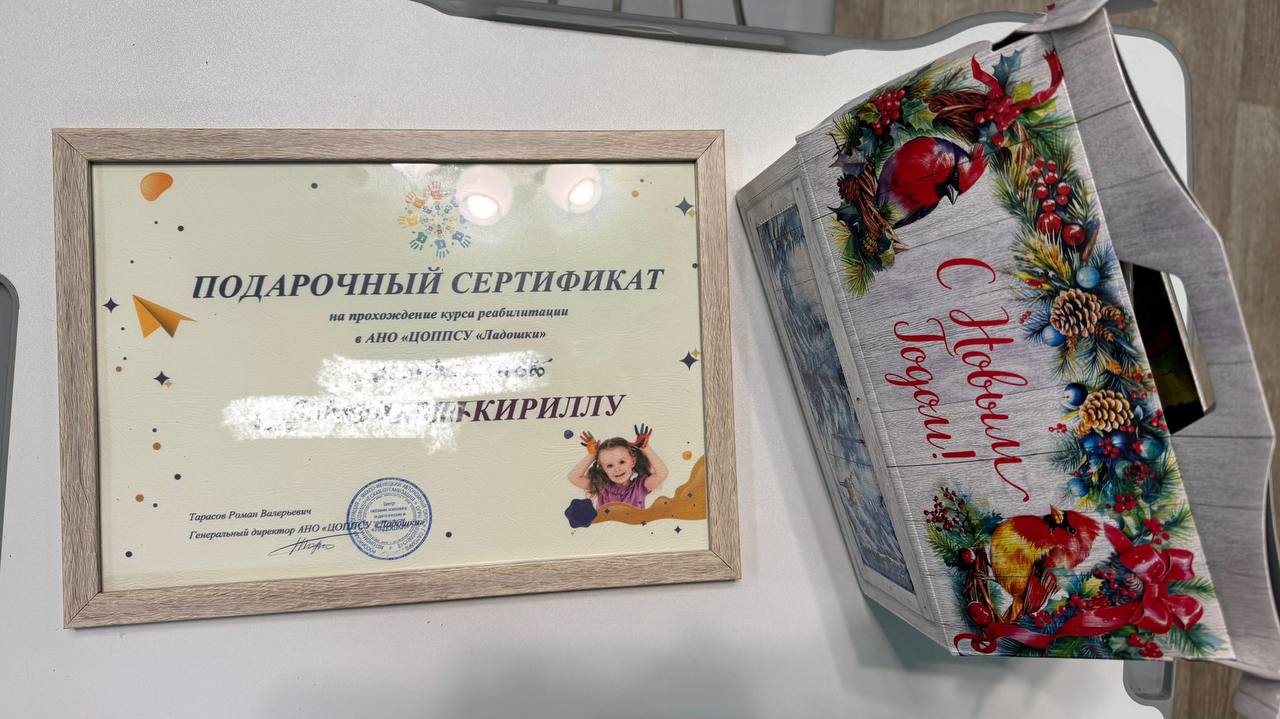 ПОДАРОЧНЫЙ СЕРТИФИКАТ
на прохождение курса реабилитации
в АНО «ЦОППСУ «Ладошки»
КИРИЛЛУ
Тарасов Роман Валерьевич
Генеральный директор АНО «ЦОППСУ «Ладошки»
С Новым
Годом!